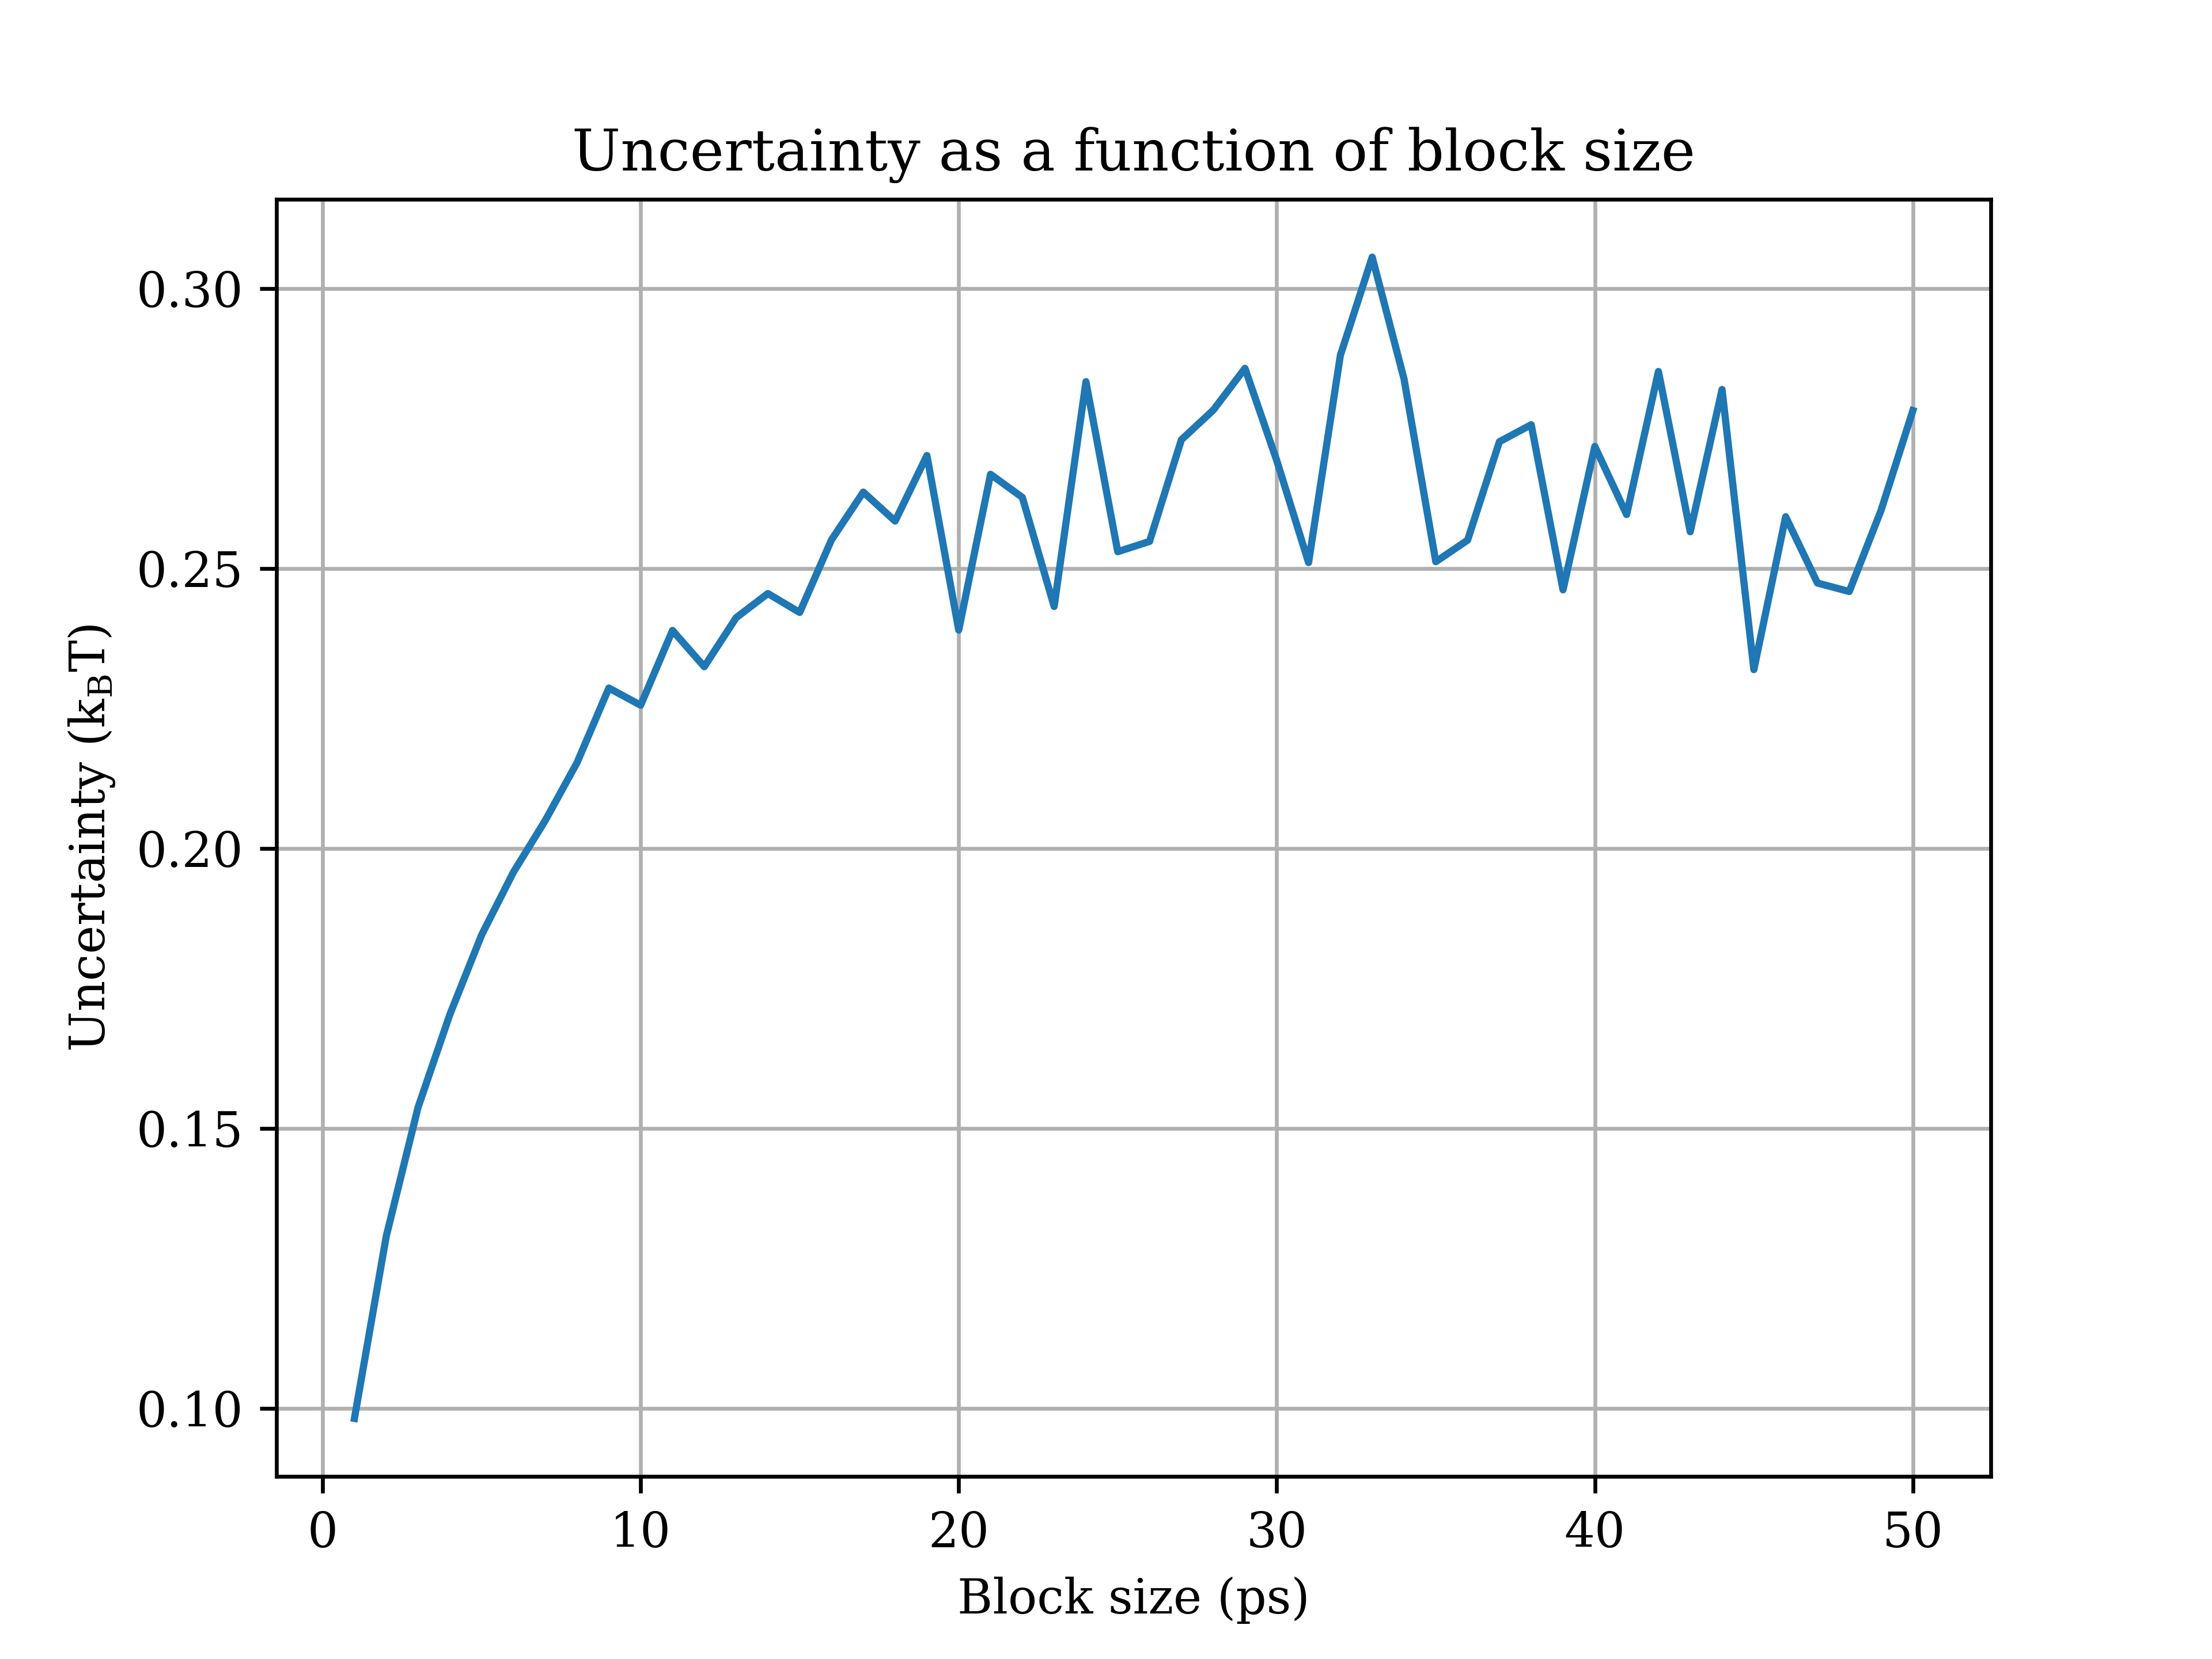 Uncertainty as a function of block size
0.30
0.25
0.20
0.15
0.10
Uncertainty (kBT)
0 10 20 30 40 50
Block size (ps)